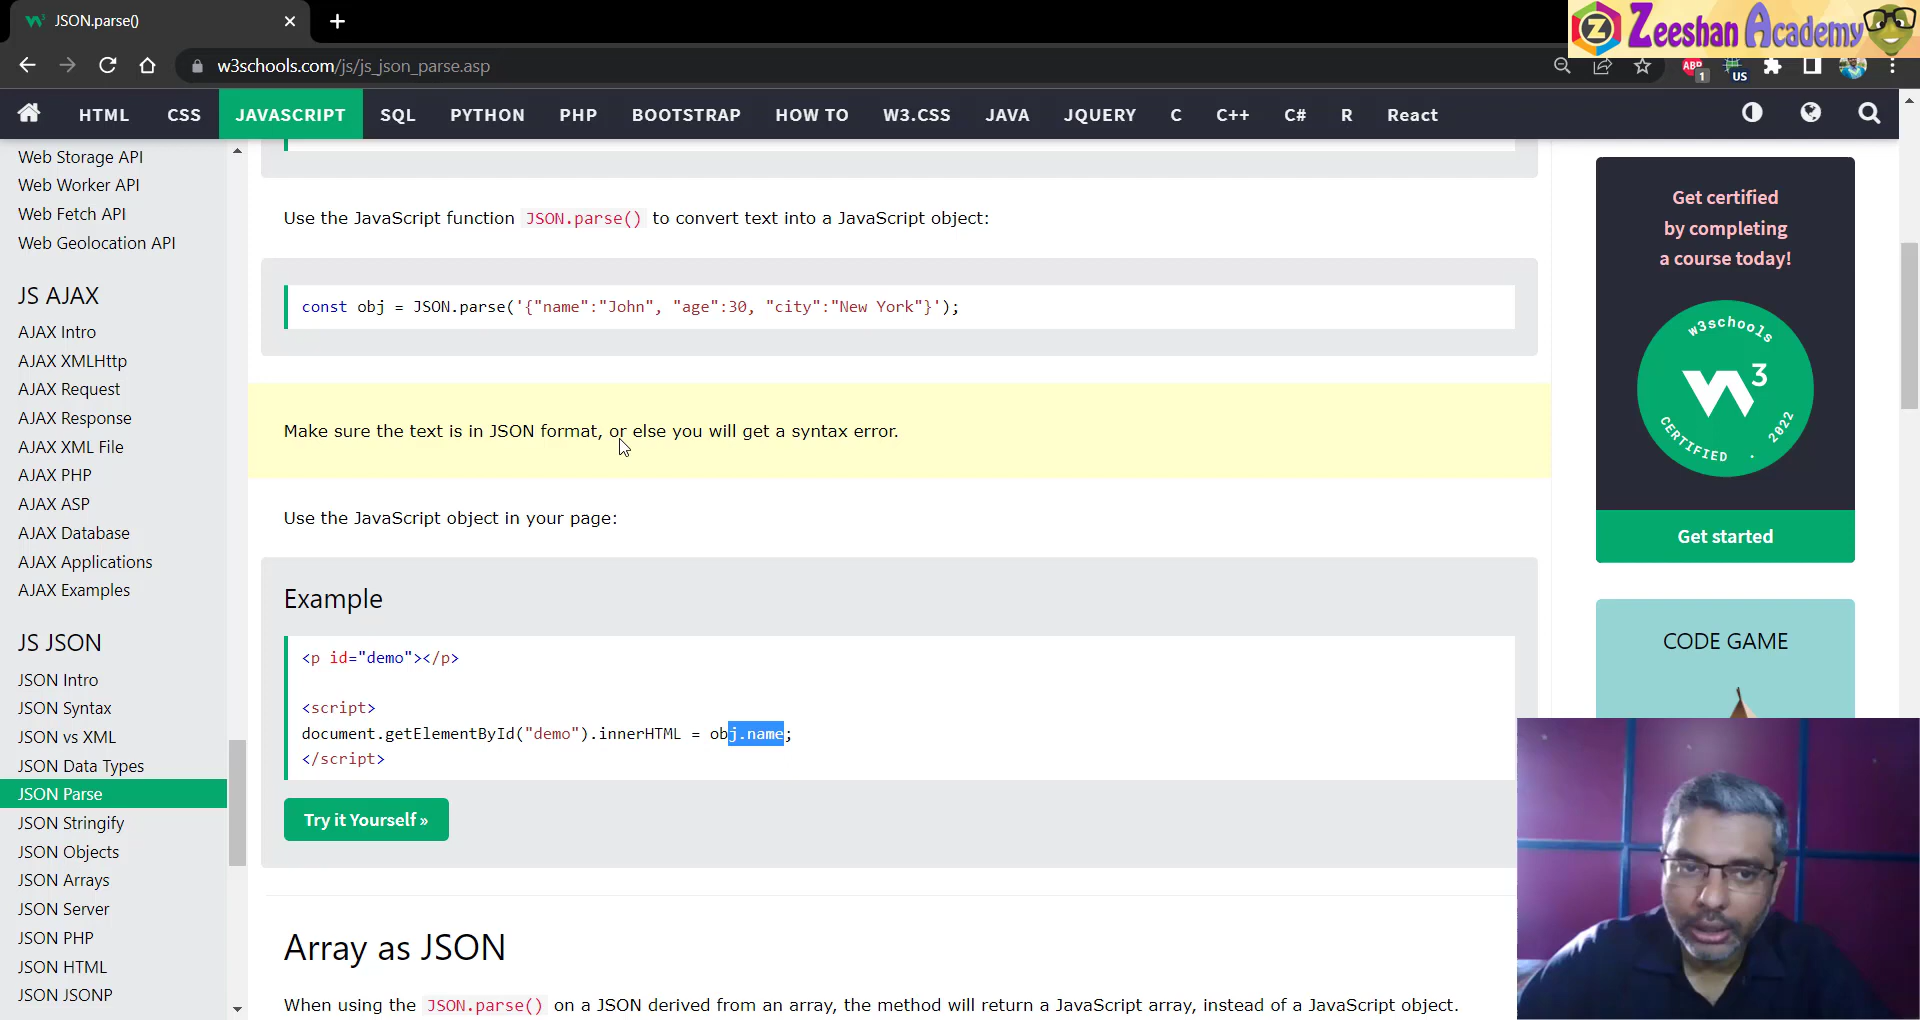 JSON.parse()
Zeeshan Academy
w3schools.com/js/js_json_parse.asp
ABP
1
US
HTML
CSS
JAVASCRIPT
SQL
PYTHON
PHP
BOOTSTRAP
HOW TO
W3.CSS
JAVA
JQUERY
C
C++
C#
R
React
Web Storage API
Web Worker API
Web Fetch API
Web Geolocation API
JS AJAX
AJAX Intro
AJAX XMLHttp
AJAX Request
AJAX Response
AJAX XML File
AJAX PHP
AJAX ASP
AJAX Database
AJAX Applications
AJAX Examples
JS JSON
JSON Intro
JSON Syntax
JSON vs XML
JSON Data Types
JSON Parse
JSON Stringify
JSON Objects
JSON Arrays
JSON Server
JSON PHP
JSON HTML
JSON JSONP
Use the JavaScript function JSON.parse() to convert text into a JavaScript object:
const obj = JSON.parse('{"name":"John", "age":30, "city":"New York"}');
Make sure the text is in JSON format, or else you will get a syntax error.
Use the JavaScript object in your page:
Example
<p id="demo"></p>
<script>
document.getElementById("demo").innerHTML = obj.name;
</script>
Try it Yourself »
Array as JSON
When using the JSON.parse() on a JSON derived from an array, the method will return a JavaScript array, instead of a JavaScript object.
Get certified
by completing
a course today!
w3schools
W3
CERTIFIED . 2022
Get started
CODE GAME